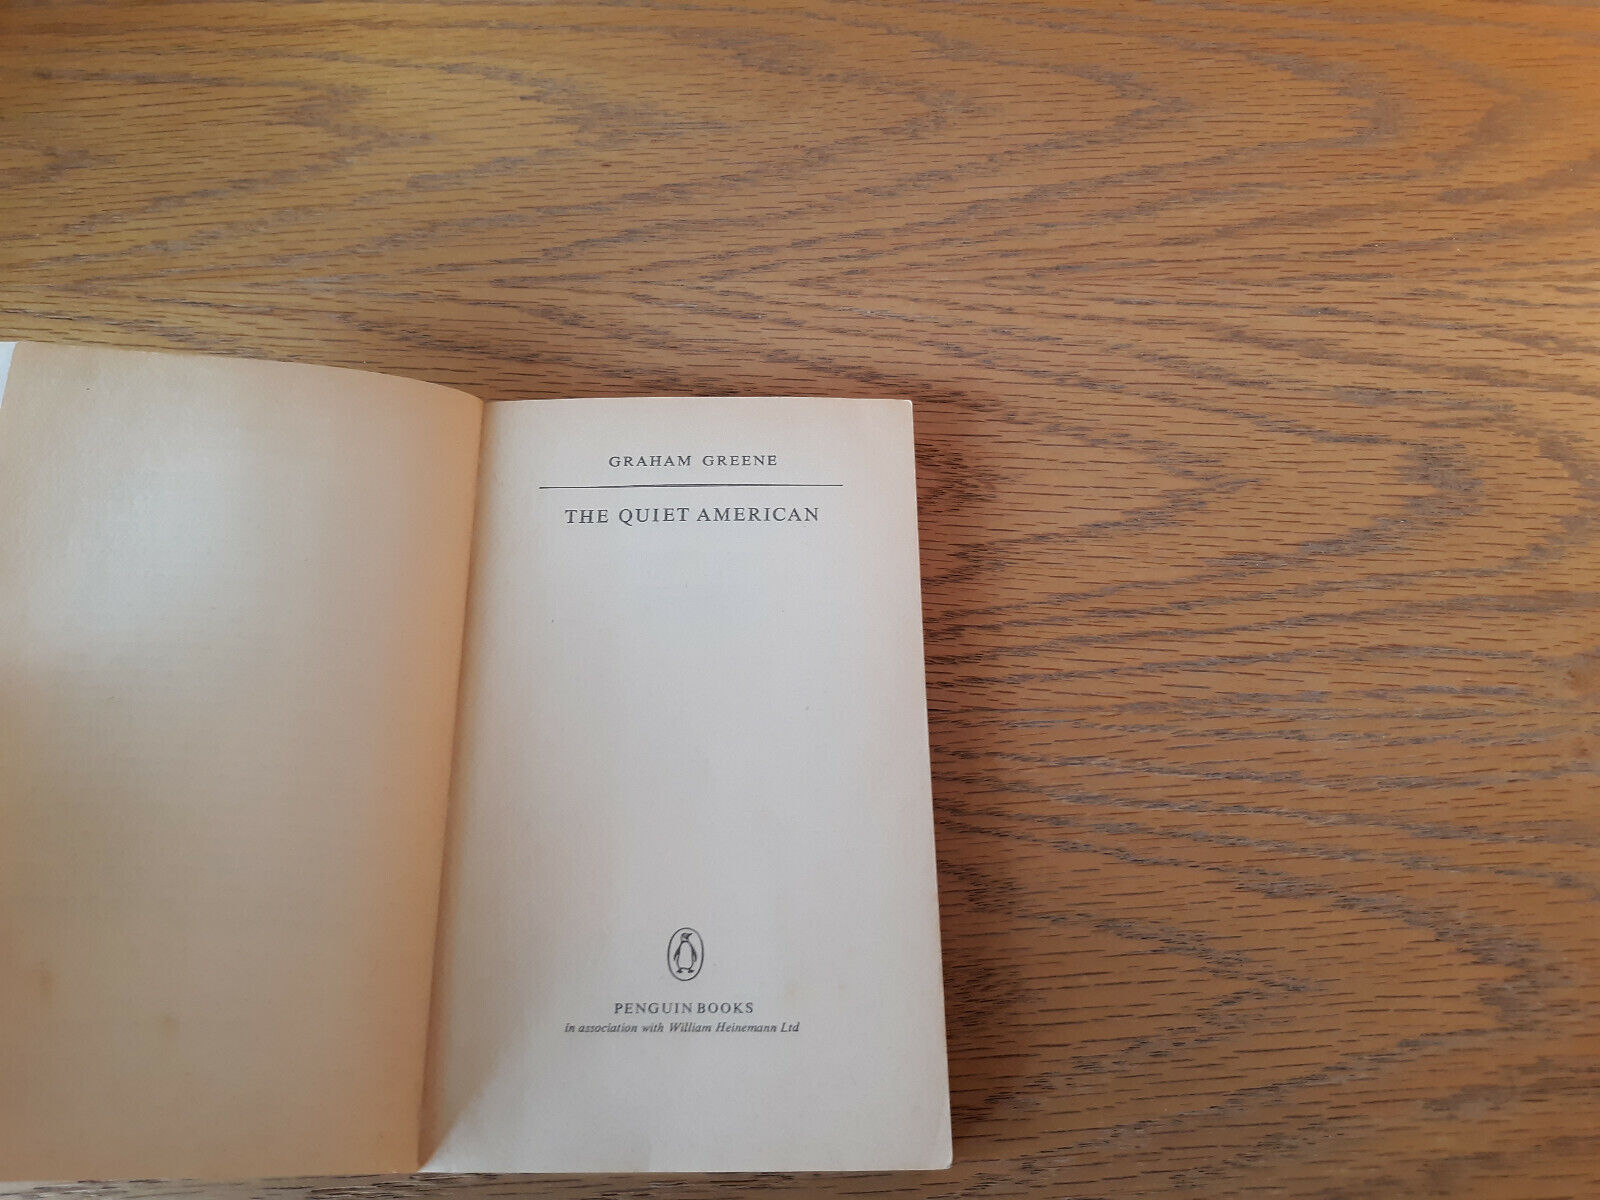 GRAHAM GREENE
THE QUIET AMERICAN
PENGUIN BOOKS
in association with William Heinemann Ltd